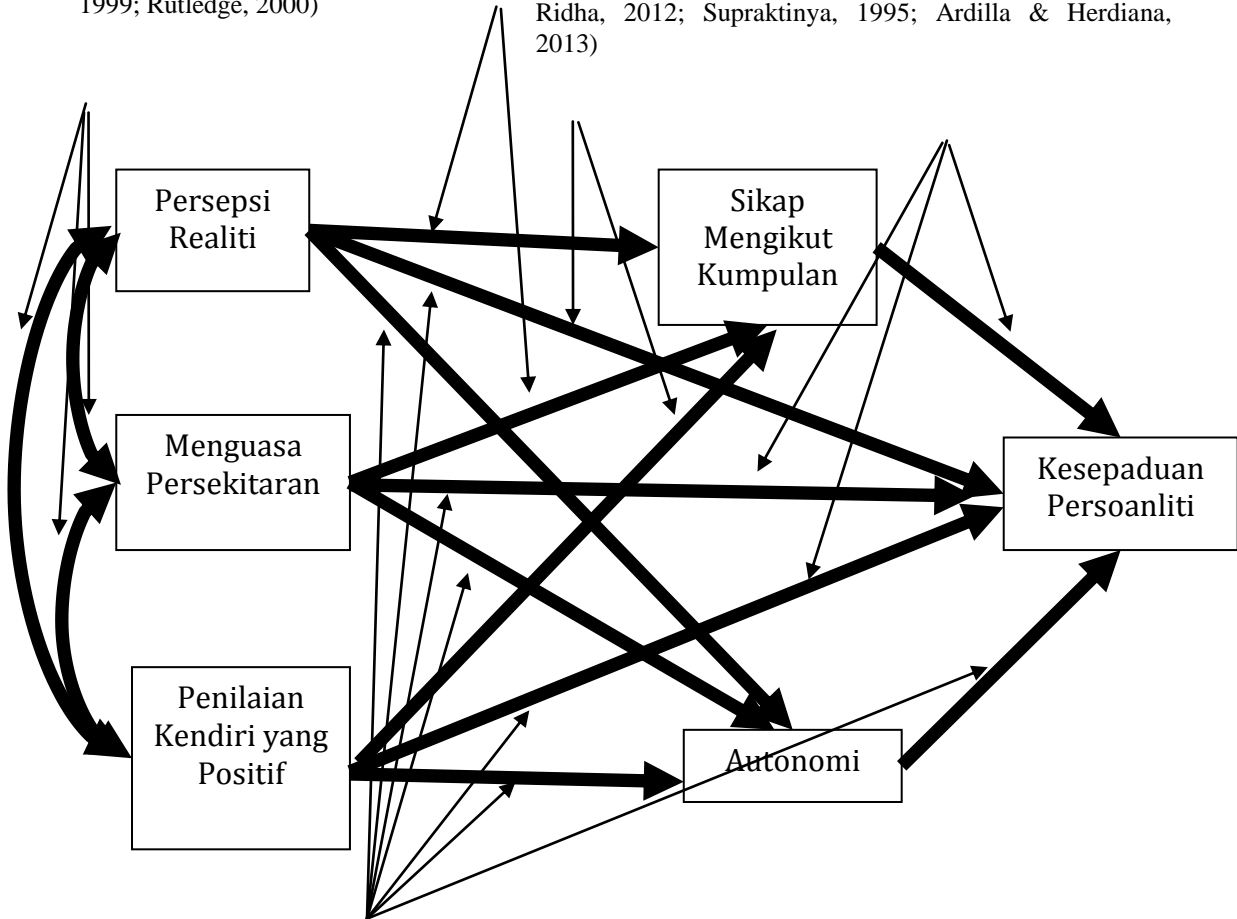 1999; Rutledge, 2000)
Ridha, 2012; Supraktinya, 1995; Ardilla & Herdiana,
2013)
Persepsi
Realiti
Sikap
Mengikut
Kumpulan
Menguasa
Persekitaran
Kesepaduan
Persoanliti
Penilaian
Kendiri yang
Positif
Autonomi